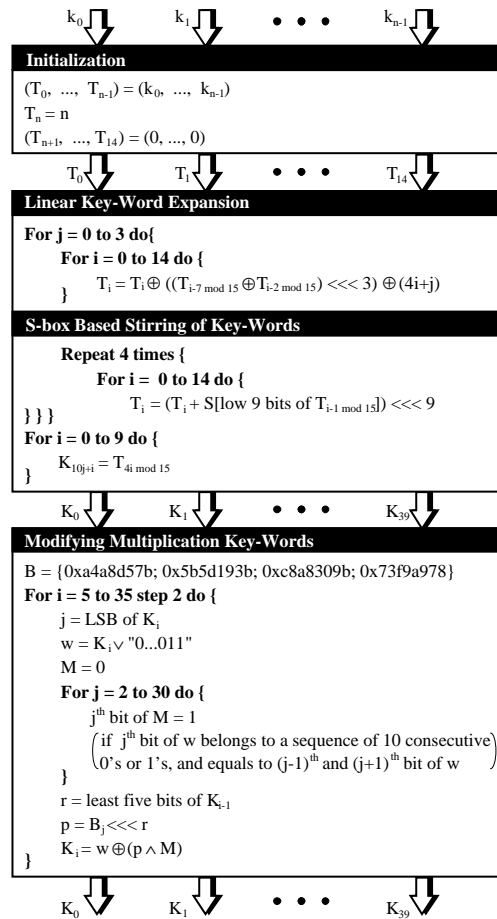 k0 k1 • • • kn-1
Initialization
(T0, ..., Tn-1) = (k0, ..., kn-1)
Tn = n
(Tn+1, ..., T14) = (0, ..., 0)
T0 T1 • • • T14
Linear Key-Word Expansion
For j = 0 to 3 do{
For i = 0 to 14 do {
Ti = Ti ⊕ ((Ti-7 mod 15 ⊕ Ti-2 mod 15) <<< 3) ⊕ (4i+j)
}
S-box Based Stirring of Key-Words
Repeat 4 times {
For i = 0 to 14 do {
Ti = (Ti + S[low 9 bits of Ti-1 mod 15]) <<< 9
} } }
For i = 0 to 9 do {
K10j+i = T4i mod 15
}
K0 K1 • • • K39
Modifying Multiplication Key-Words
B = {0xa4a8d57b; 0x5b5d193b; 0xc8a8309b; 0x73f9a978}
For i = 5 to 35 step 2 do {
j = LSB of Ki
w = Ki ∨ "0...011"
M = 0
For j = 2 to 30 do {
jth bit of M = 1
(if jth bit of w belongs to a sequence of 10 consecutive
0's or 1's, and equals to (j-1)th and (j+1)th bit of w)
}
r = least five bits of Ki-1
p = Bj <<< r
Ki = w ⊕ (p ∧ M)
}
K0 K1 • • • K39